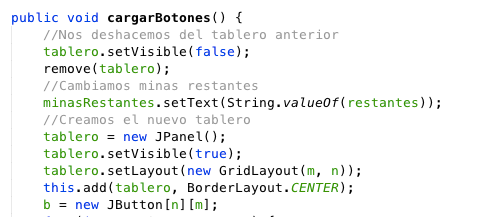 public void cargarBotones() {
//Nos deshacemos del tablero anterior
tablero.setVisible(false);
remove(tablero);
//Cambiamos minas restantes
minasRestantes.setText(String.valueOf(restantes));
//Creamos el nuevo tablero
tablero = new JPanel();
tablero.setVisible(true);
tablero.setLayout(new GridLayout(m, n));
this.add(tablero, BorderLayout.CENTER);
b = new JButton[n][m];